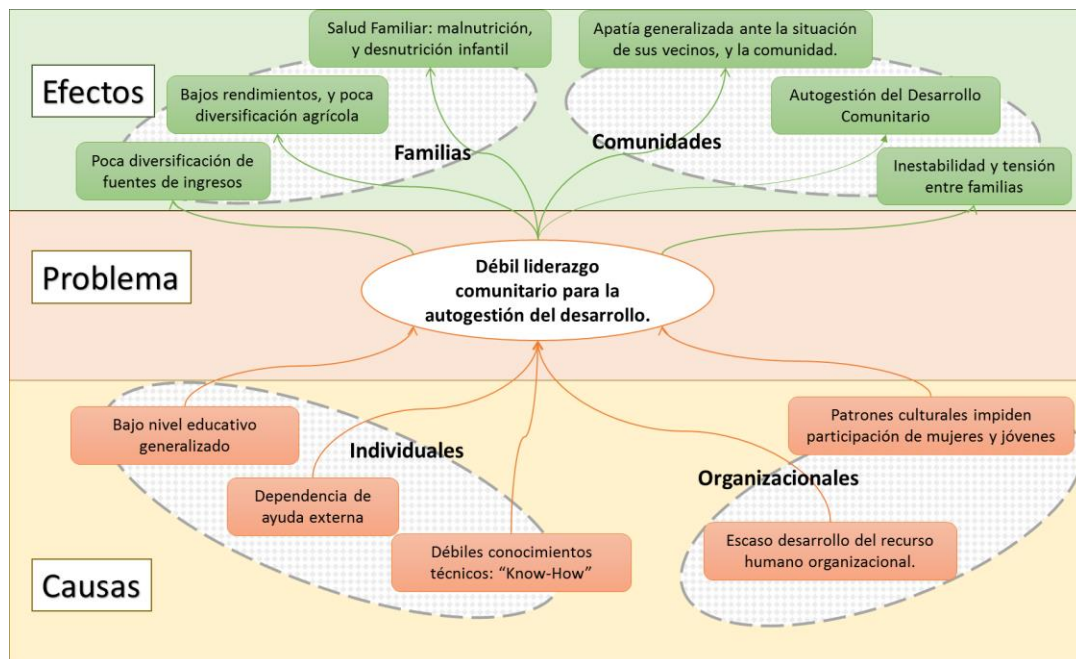 Efectos
Salud Familiar: malnutrición,
y desnutrición infantil
Apatía generalizada ante la situación
de sus vecinos, y la comunidad.
Bajos rendimientos, y poca
diversificación agrícola
Autogestión del Desarrollo
Comunitario
Familias
Comunidades
Poca diversificación de
fuentes de ingresos
Inestabilidad y tensión
entre familias
Problema
Débil liderazgo
comunitario para la
autogestión del desarrollo.
Causas
Bajo nivel educativo
generalizado
Individuales
Dependencia de
ayuda externa
Débiles conocimientos
técnicos: “Know-How”
Patrones culturales impiden
participación de mujeres y jóvenes
Organizacionales
Escaso desarrollo del recurso
humano organizacional.